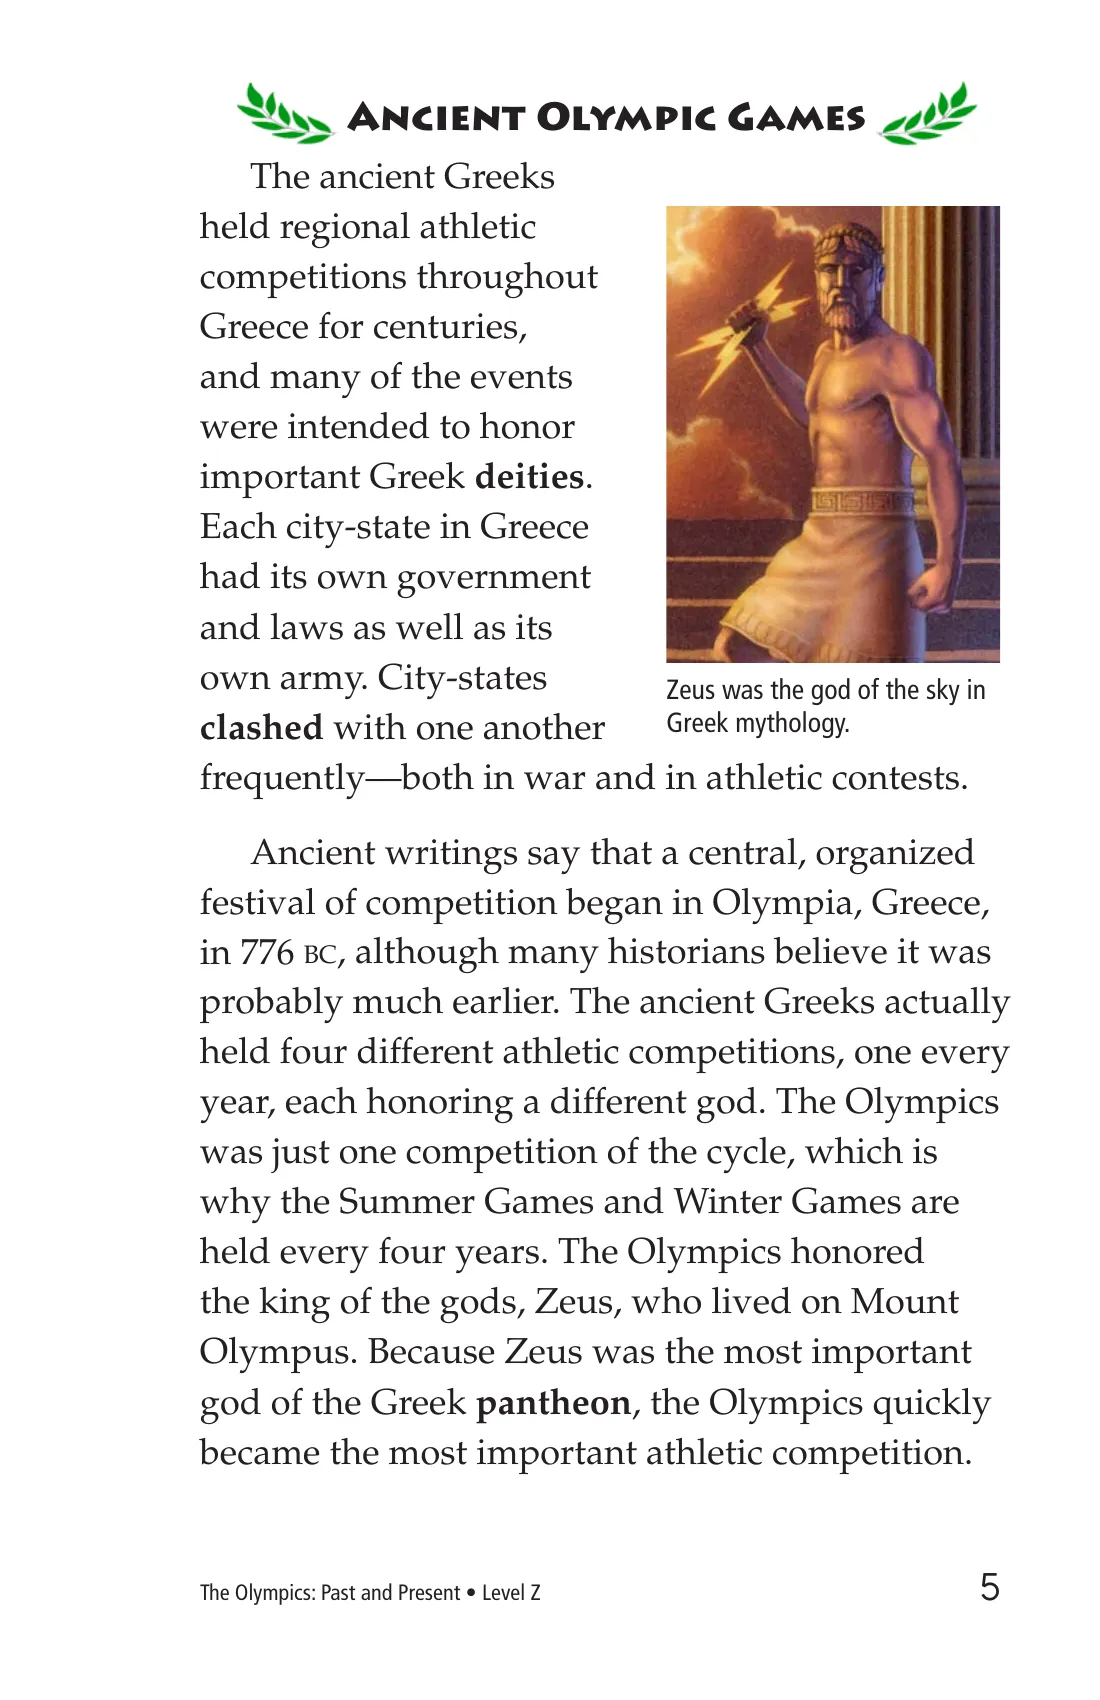 Ancient Olympic Games
The ancient Greeks
held regional athletic
competitions throughout
Greece for centuries,
and many of the events
were intended to honor
important Greek deities.
Each city-state in Greece
had its own government
and laws as well as its
own army. City-states
clashed with one another
frequently—both in war and in athletic contests.
Zeus was the god of the sky in
Greek mythology.
Ancient writings say that a central, organized
festival of competition began in Olympia, Greece,
in 776 BC, although many historians believe it was
probably much earlier. The ancient Greeks actually
held four different athletic competitions, one every
year, each honoring a different god. The Olympics
was just one competition of the cycle, which is
why the Summer Games and Winter Games are
held every four years. The Olympics honored
the king of the gods, Zeus, who lived on Mount
Olympus. Because Zeus was the most important
god of the Greek pantheon, the Olympics quickly
became the most important athletic competition.
The Olympics: Past and Present • Level Z
5